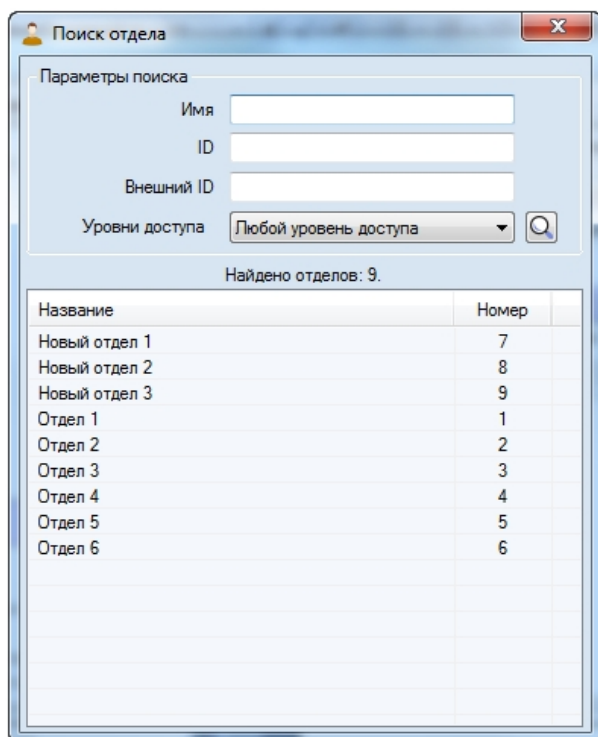 Поиск отдела
Параметры поиска
Имя
ID
Внешний ID
Уровни доступа Любой уровень доступа
Найдено отделов: 9.
Название Номер
Новый отдел 1 7
Новый отдел 2 8
Новый отдел 3 9
Отдел 1 1
Отдел 2 2
Отдел 3 3
Отдел 4 4
Отдел 5 5
Отдел 6 6